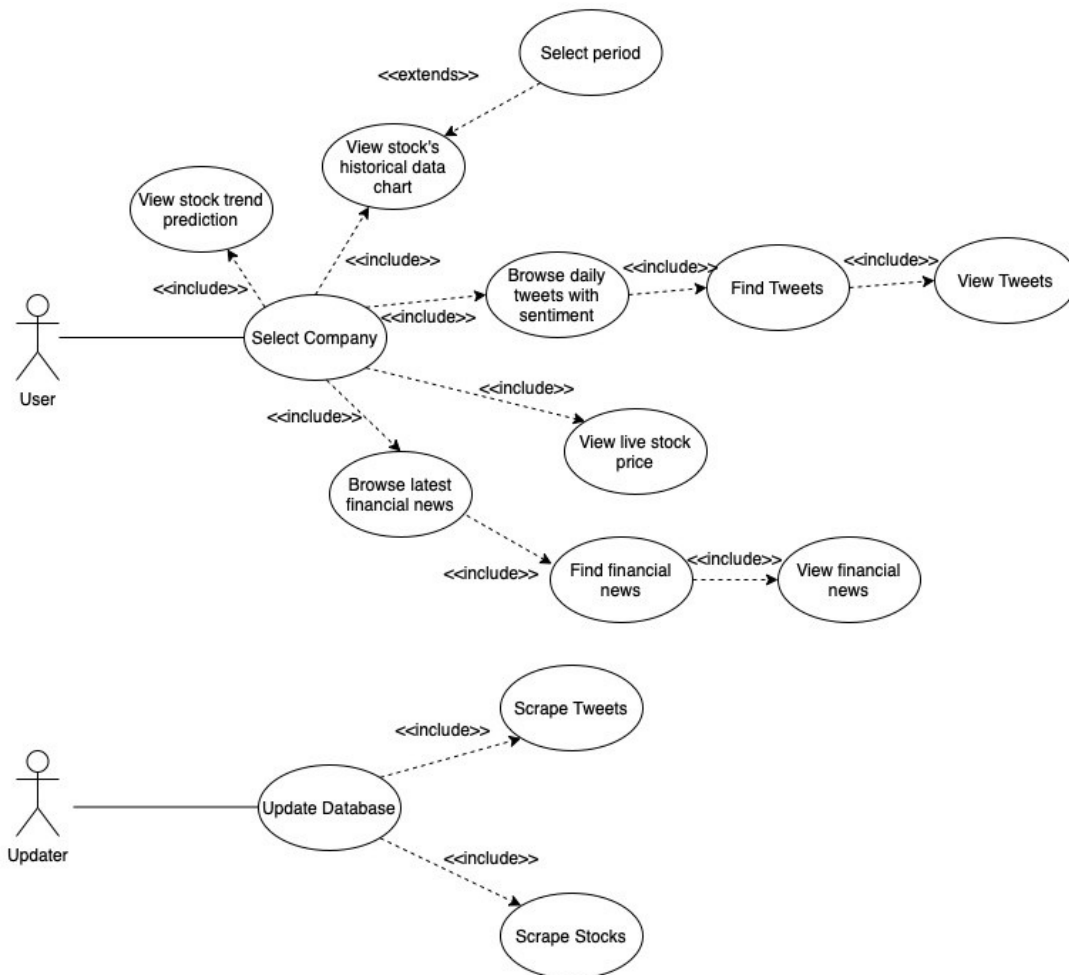 Select period
<<extends>>
View stock's
historical data
chart
View stock trend
prediction
<<include>>
<<include>>
<<include>>
Browse daily
tweets with
sentiment
<<include>>
Find Tweets
<<include>>
View Tweets
Select Company
User
<<include>>
<<include>>
View live stock
price
Browse latest
financial news
<<include>>
Find financial
news
<<include>>
View financial
news
Scrape Tweets
<<include>>
Update Database
Updater
<<include>>
Scrape Stocks